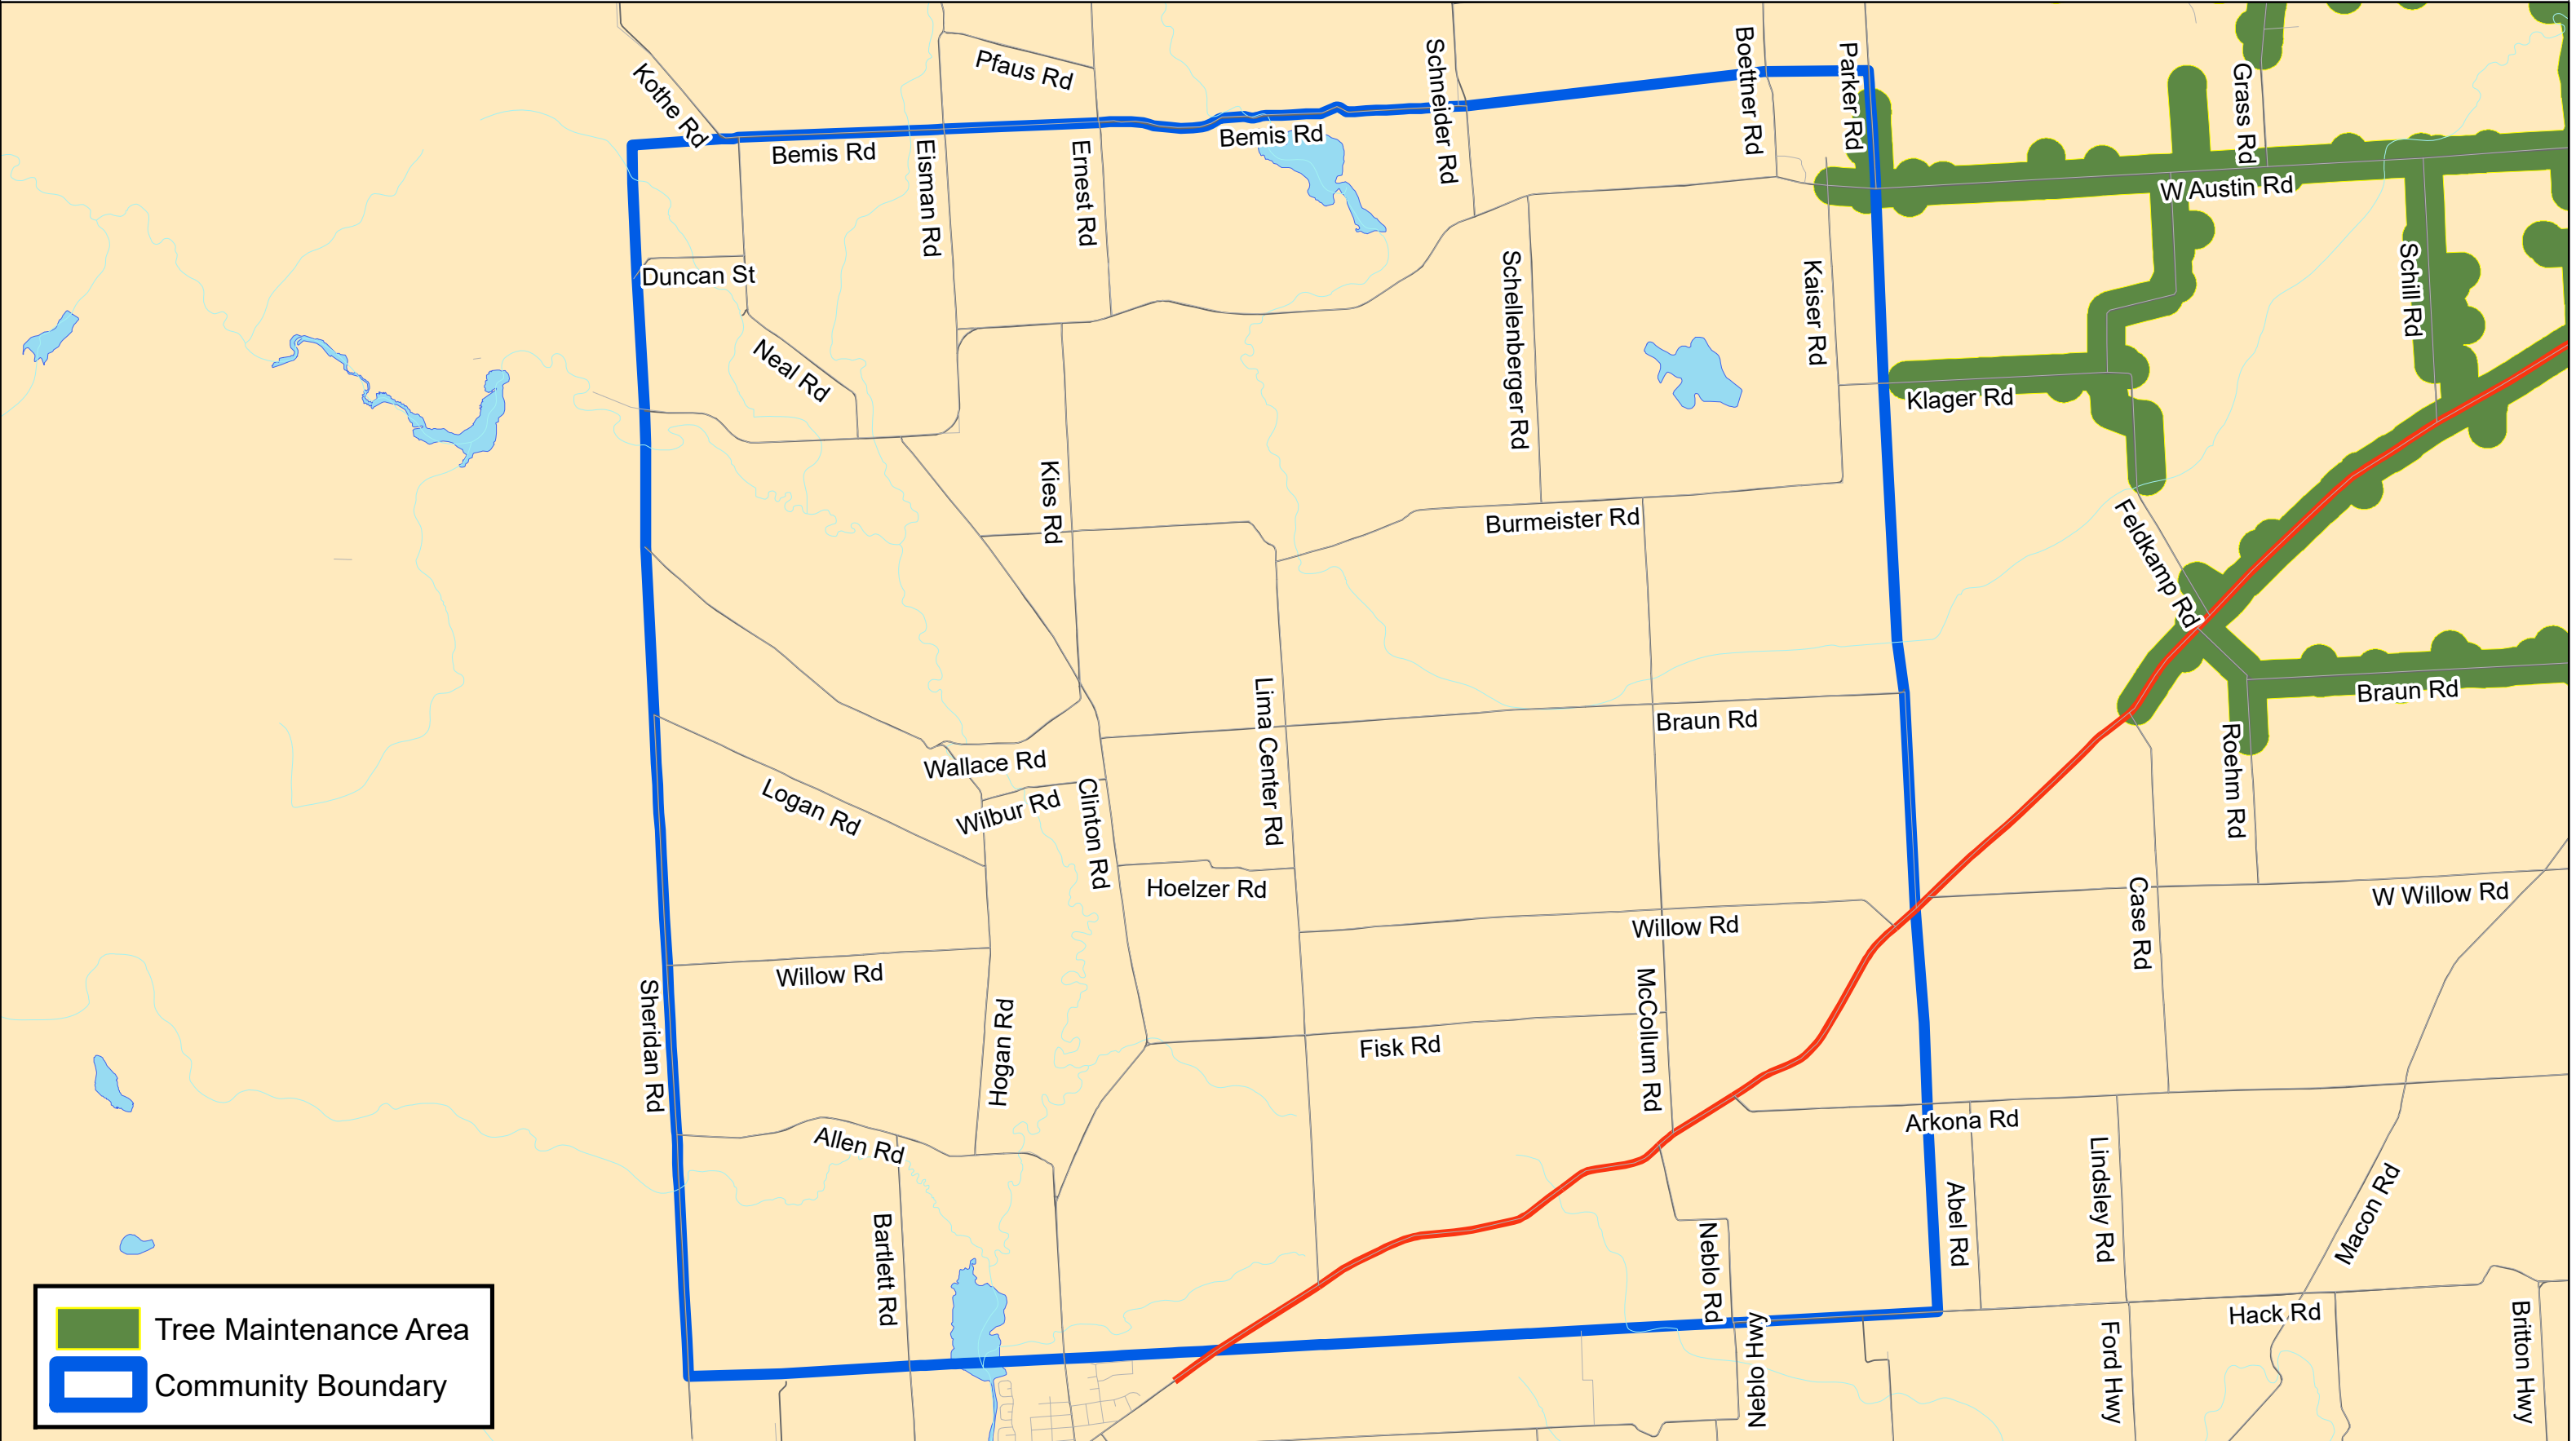 Kothe Rd
Pfaus Rd
Schneider Rd
Boettner Rd
Parker Rd
Grass Rd
Bemis Rd
Bemis Rd
Eisman Rd
Ernest Rd
W Austin Rd
Duncan St
Schellenberger Rd
Kaiser Rd
Schill Rd
Neal Rd
Klager Rd
Kies Rd
Burmeister Rd
Feldkamp Rd
Lima Center Rd
Braun Rd
Braun Rd
Wallace Rd
Logan Rd
Wilbur Rd
Clinton Rd
Roehm Rd
Hoelzer Rd
Willow Rd
W Willow Rd
Case Rd
Willow Rd
Sheridan Rd
Hogan Rd
McCollum Rd
Fisk Rd
Arkona Rd
Allen Rd
Abel Rd
Lindsley Rd
Macon Rd
Bartlett Rd
Neblo Rd
Neblo Hwy
Hack Rd
Ford Hwy
Britton Hwy
Tree Maintenance Area
Community Boundary